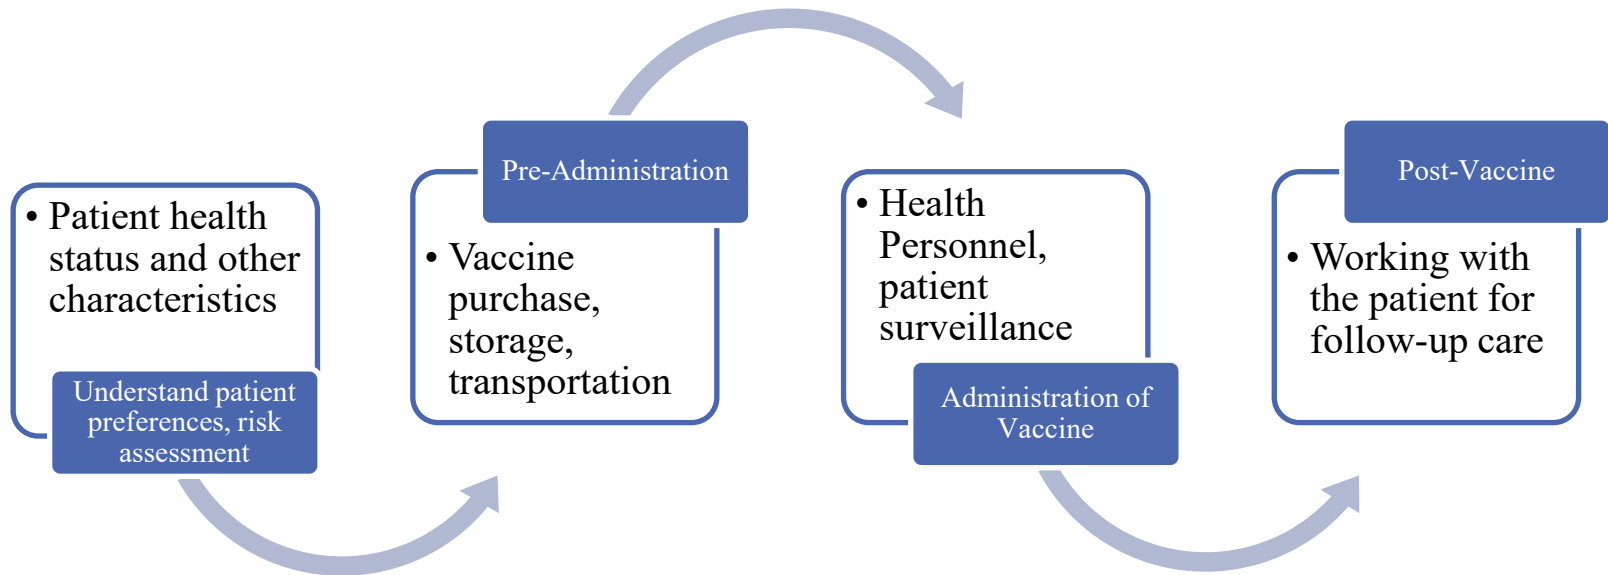 • Patient health
status and other
characteristics
Understand patient
preferences, risk
assessment
Pre-Administration
• Vaccine
purchase,
storage,
transportation
• Health
Personnel,
patient
surveillance
Administration of
Vaccine
Post-Vaccine
• Working with
the patient for
follow-up care